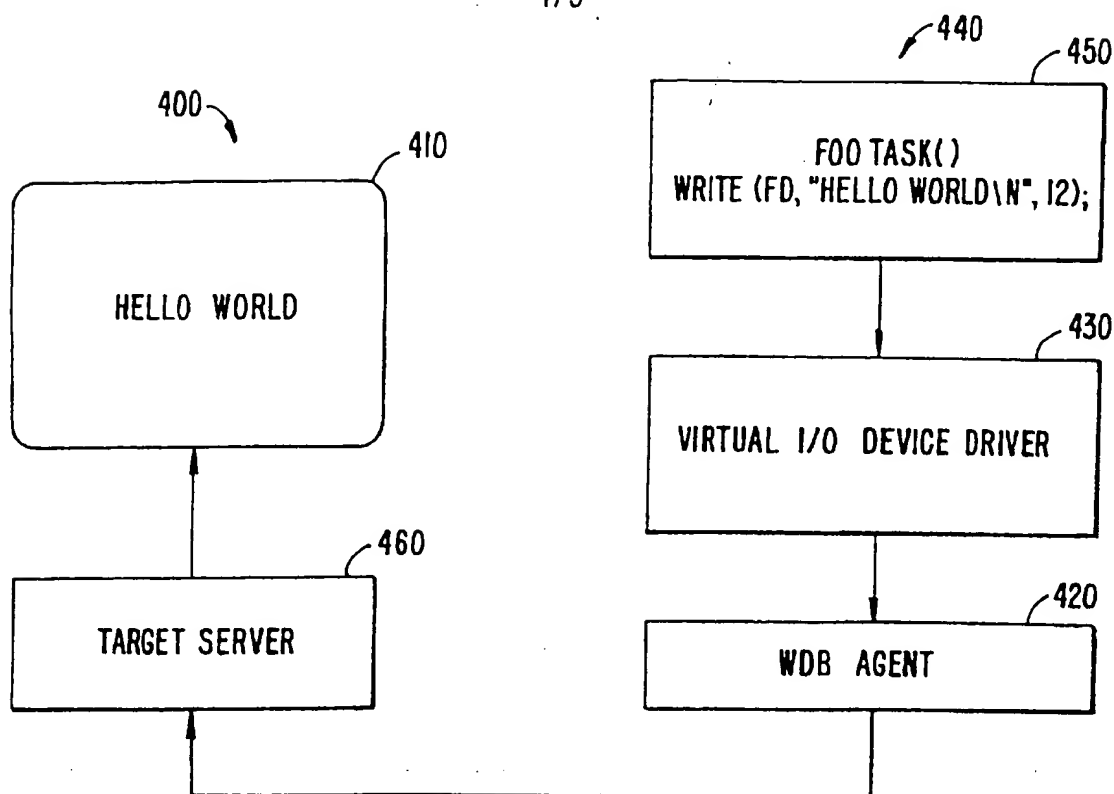 440
450
400
410
FOO TASK()
WRITE (FD, "HELLO WORLD\N", 12);
HELLO WORLD
430
VIRTUAL I/O DEVICE DRIVER
460
420
TARGET SERVER
WDB AGENT